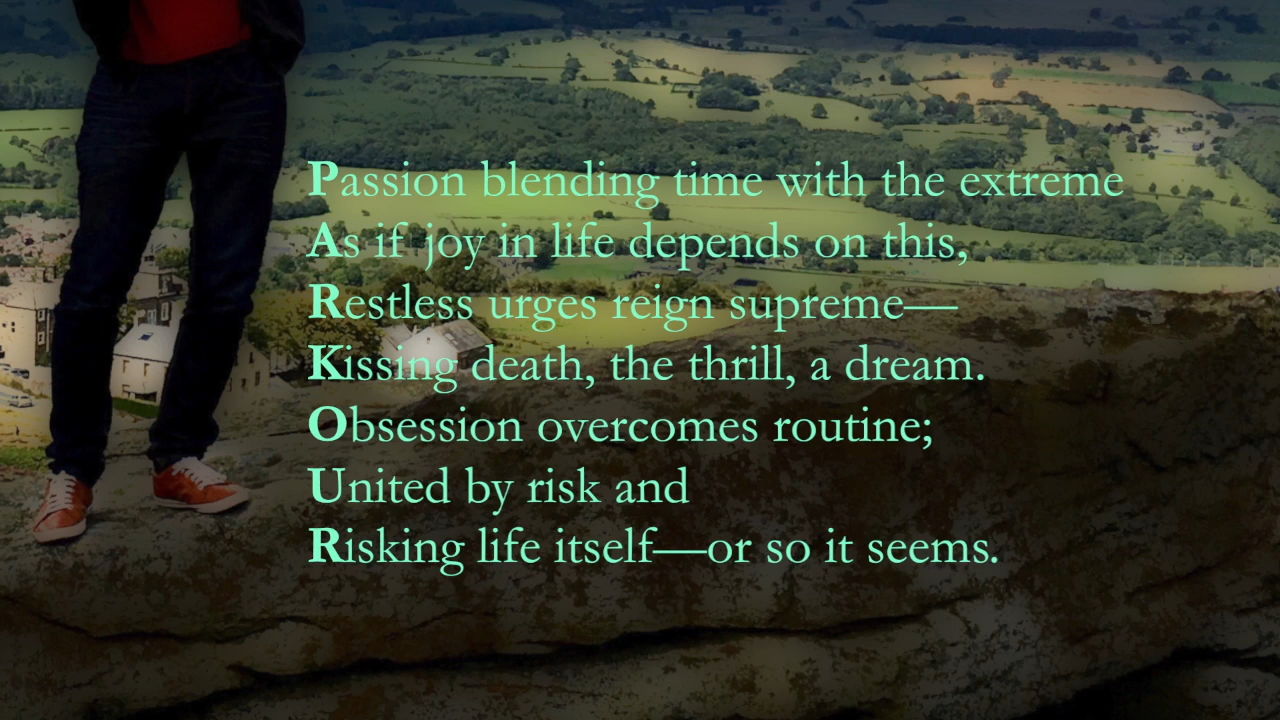 Passion blending time with the extreme
As if joy in life depends on this,
Restless urges reign supreme—
Kissing death, the thrill, a dream.
Obsession overcomes routine;
United by risk and
Risking life itself—or so it seems.